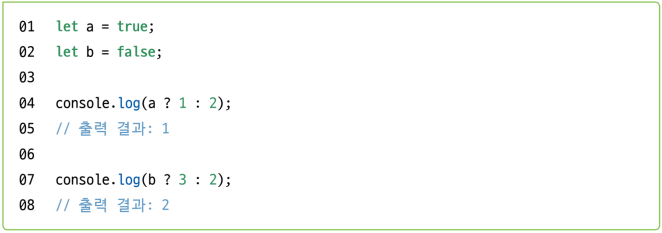 01 let a = true;
02 let b = false;
03
04 console.log(a ? 1 : 2);
05 // 출력 결과: 1
06
07 console.log(b ? 3 : 2);
08 // 출력 결과: 2